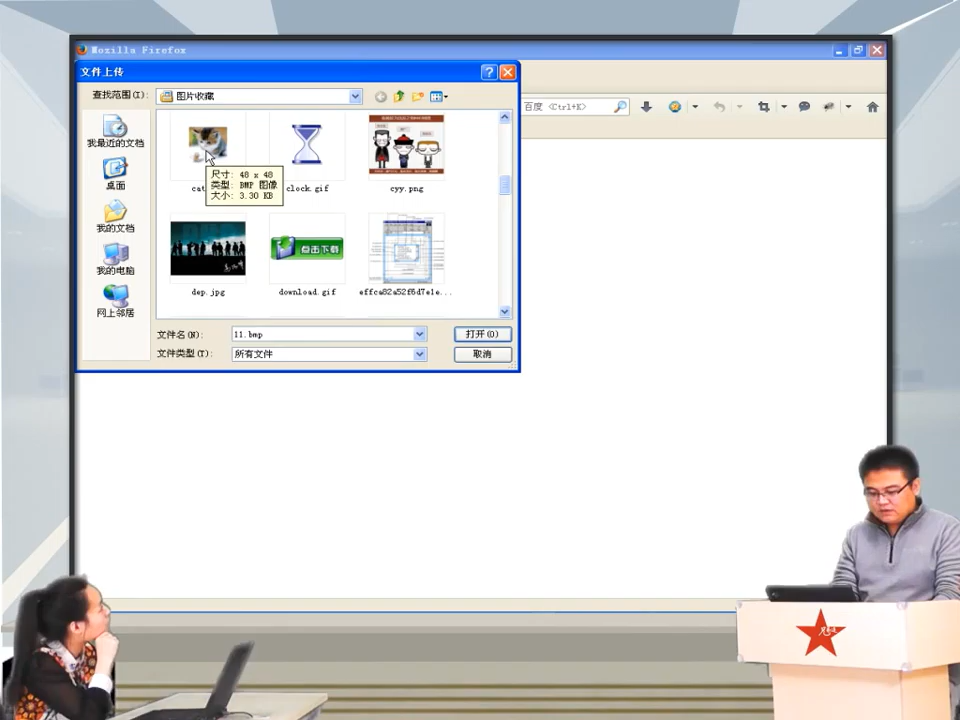 Mozilla Firefox
文件上传
查找范围(I):
图片收藏
百度 <Ctrl+K>
我最近的文档
桌面
我的文档
我的电脑
网上邻居
尺寸: 48 x 48
类型: BMP 图像
大小: 3.30 KB
cat
clock.gif
cyy.png
点击下载
dep.jpg
download.gif
文件名(N):
11.bmp
打开(O)
文件类型(T):
所有文件
取消